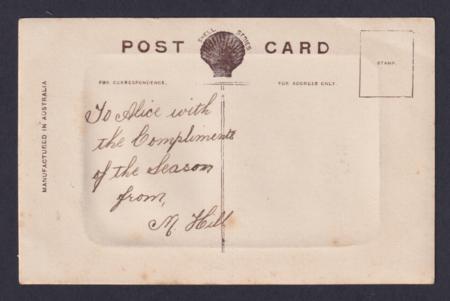 SHELL SERIES
POST CARD
STAMP.
FOR CORRESPONDENCE.
FOR ADDRESS ONLY.
MANUFACTURED IN AUSTRALIA
To Alice with
the Compliments
of the Season
from,
M. Hill